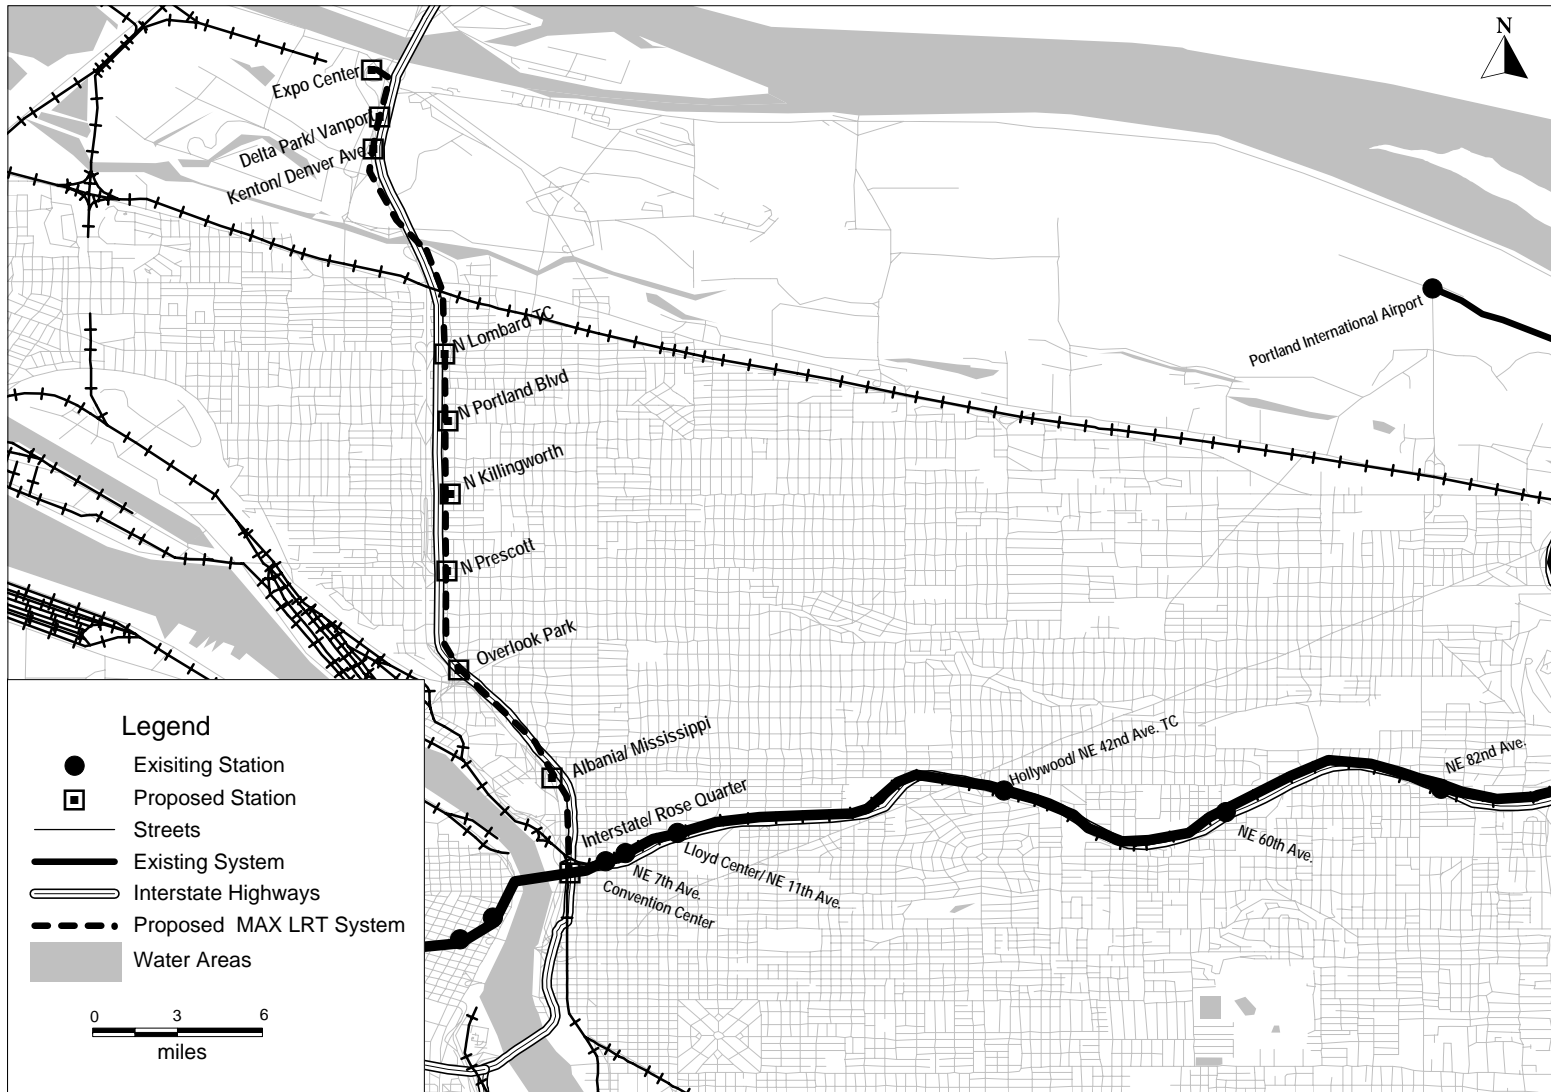 N
Expo Center
Delta Park/ Vanport
Kenton/ Denver Ave
Portland International Airport
N Lombard TC
N Portland Blvd
N Killingworth
N Prescott
Overlook Park
Albania/ Mississippi
Hollywood/ NE 42nd Ave. TC
NE 82nd Ave.
Interstate/ Rose Quarter
NE 60th Ave.
Lloyd Center/ NE 11th Ave.
NE 7th Ave.
Convention Center
Legend
Exisiting Station
Proposed Station
Streets
Existing System
Interstate Highways
Proposed MAX LRT System
Water Areas
0 3 6
miles